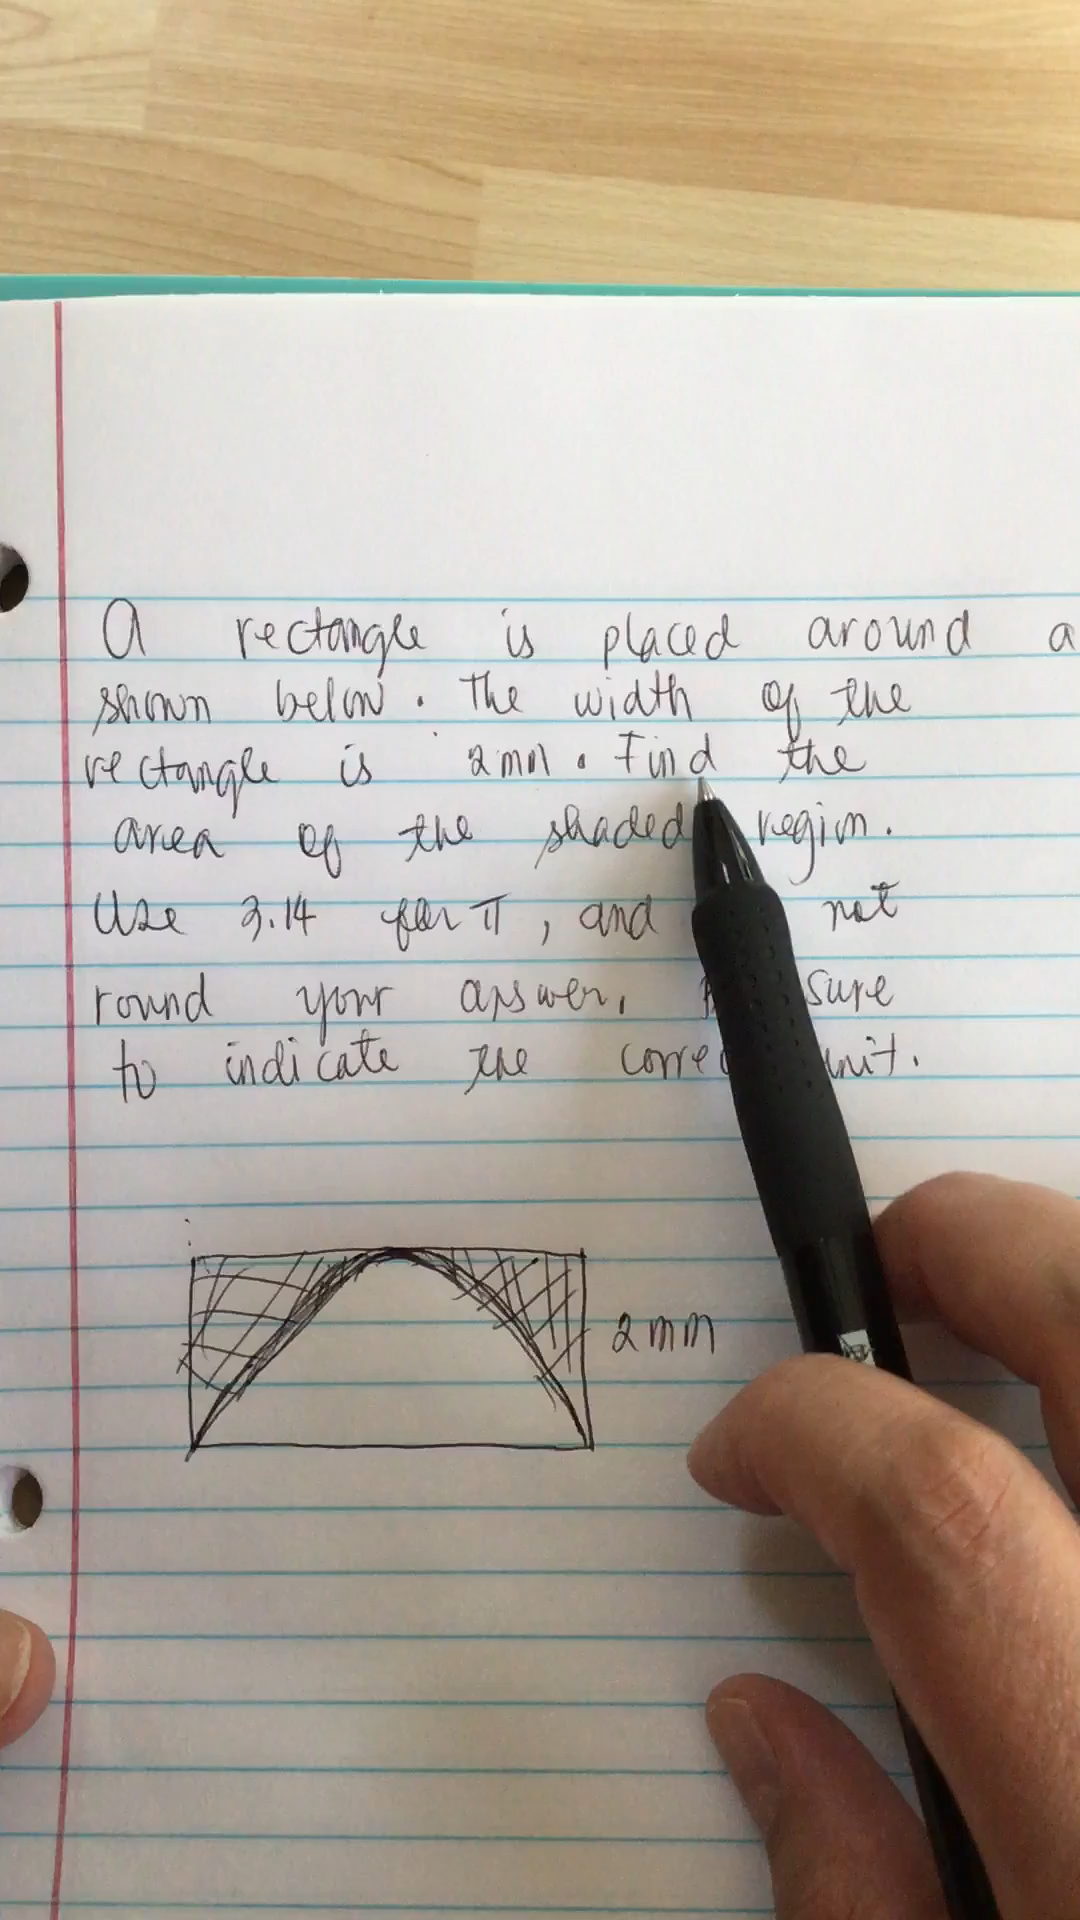 A rectangle is placed around a
shown below. The width of the
rectangle is 2mm. Find the
area of the shaded region.
Use 3.14 for π, and not
round your answer, sure
to indicate the unit.
2mm